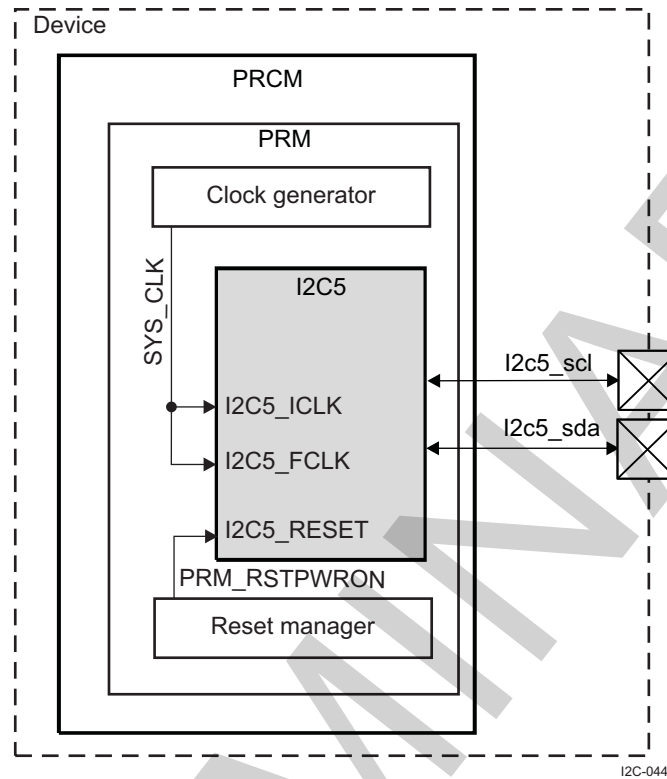 Device
PRCM
PRM
Clock generator
SYS_CLK
I2C5
I2c5_scl
I2C5_ICLK
I2c5_sda
I2C5_FCLK
I2C5_RESET
PRM_RSTPWRON
Reset manager
I2C-044